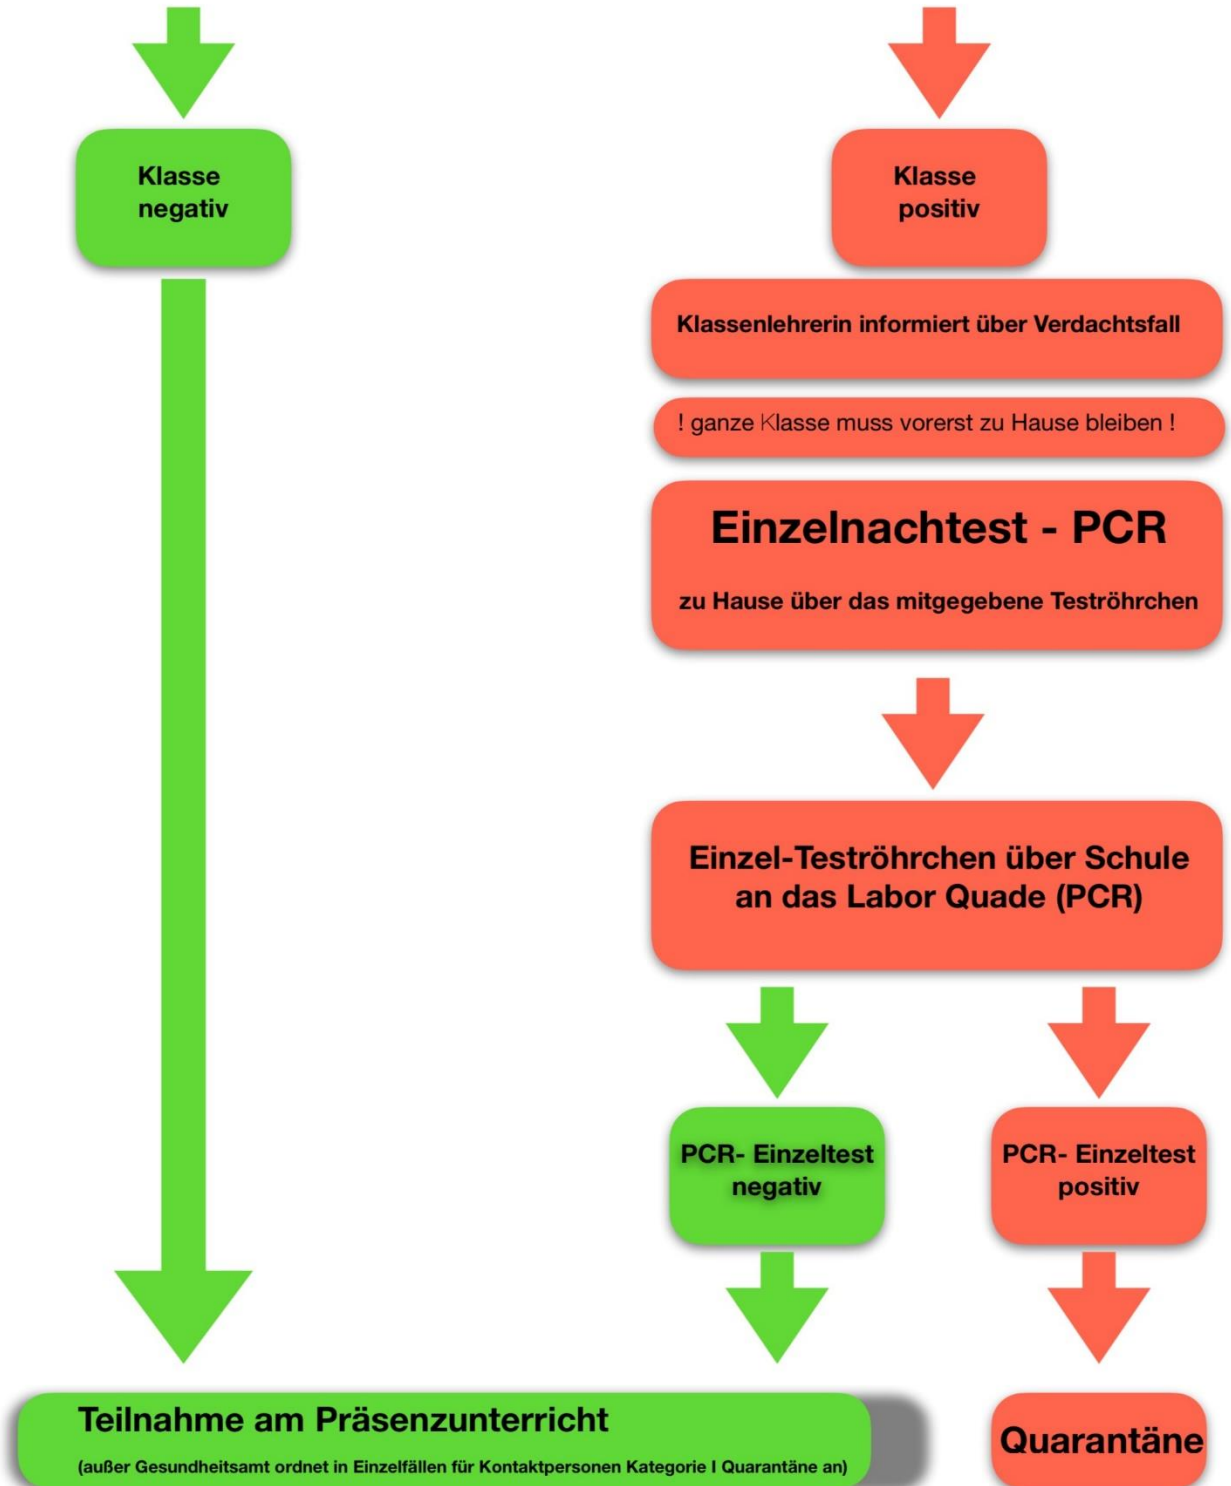 Klasse
negativ
Klasse
positiv
Klassenlehrerin informiert über Verdachtsfall
! ganze Klasse muss vorerst zu Hause bleiben !
Einzelnachtest - PCR
zu Hause über das mitgegebene Teströhrchen
Einzel-Teströhrchen über Schule
an das Labor Quade (PCR)
PCR- Einzeltest
negativ
PCR- Einzeltest
positiv
Teilnahme am Präsenzunterricht
(außer Gesundheitsamt ordnet in Einzelfällen für Kontaktpersonen Kategorie I Quarantäne an)
Quarantäne